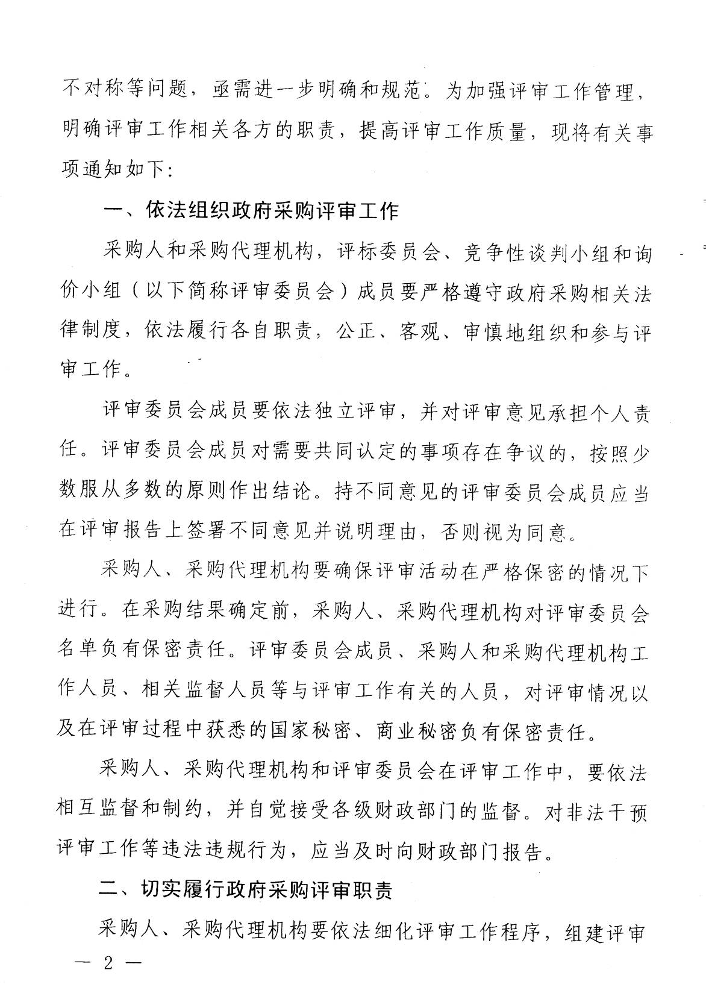 不对称等问题，亟需进一步明确和规范。为加强评审工作管理，
明确评审工作相关各方的职责，提高评审工作质量，现将有关事
项通知如下：
一、依法组织政府采购评审工作
采购人和采购代理机构，评标委员会、竞争性谈判小组和询
价小组（以下简称评审委员会）成员要严格遵守政府采购相关法
律制度，依法履行各自职责，公正、客观、审慎地组织和参与评
审工作。
评审委员会成员要依法独立评审，并对评审意见承担个人责
任。评审委员会成员对需要共同认定的事项存在争议的，按照少
数服从多数的原则作出结论。持不同意见的评审委员会成员应当
在评审报告上签署不同意见并说明理由，否则视为同意。
采购人、采购代理机构要确保评审活动在严格保密的情况下
进行。在采购结果确定前，采购人、采购代理机构对评审委员会
名单负有保密责任。评审委员会成员、采购人和采购代理机构工
作人员、相关监督人员等与评审工作有关的人员，对评审情况以
及在评审过程中获悉的国家秘密、商业秘密负有保密责任。
采购人、采购代理机构和评审委员会在评审工作中，要依法
相互监督和制约，并自觉接受各级财政部门的监督。对非法干预
评审工作等违法违规行为，应当及时向财政部门报告。
二、切实履行政府采购评审职责
采购人、采购代理机构要依法细化评审工作程序，组建评审
— 2 —